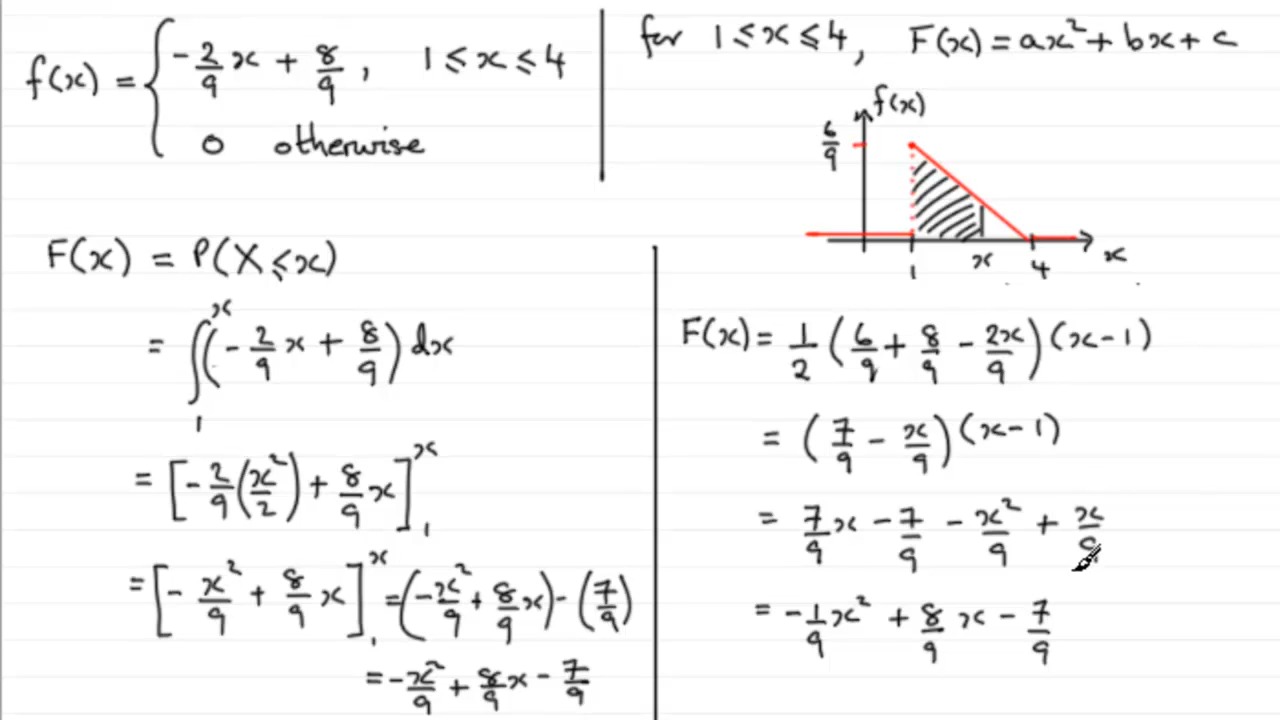 f(x) = { -2/9 x + 8/9 , 1 ≤ x ≤ 4
0 otherwise
F(x) = P(X ≤ x)
= ∫₁ˣ (-2/9 x + 8/9) dx
= [-2/9 (x²/2) + 8/9 x]₁ˣ
= [-x²/9 + 8/9 x]₁ˣ = (-x²/9 + 8/9 x) - (7/9)
= -x²/9 + 8/9 x - 7/9
for 1 ≤ x ≤ 4, F(x) = ax² + bx + c
f(x)
6/9
1 x 4 x
F(x) = 1/2 (6/9 + 8/9 - 2x/9) (x - 1)
= (7/9 - x/9) (x - 1)
= 7/9 x - 7/9 - x²/9 + x/9
= -1/9 x² + 8/9 x - 7/9